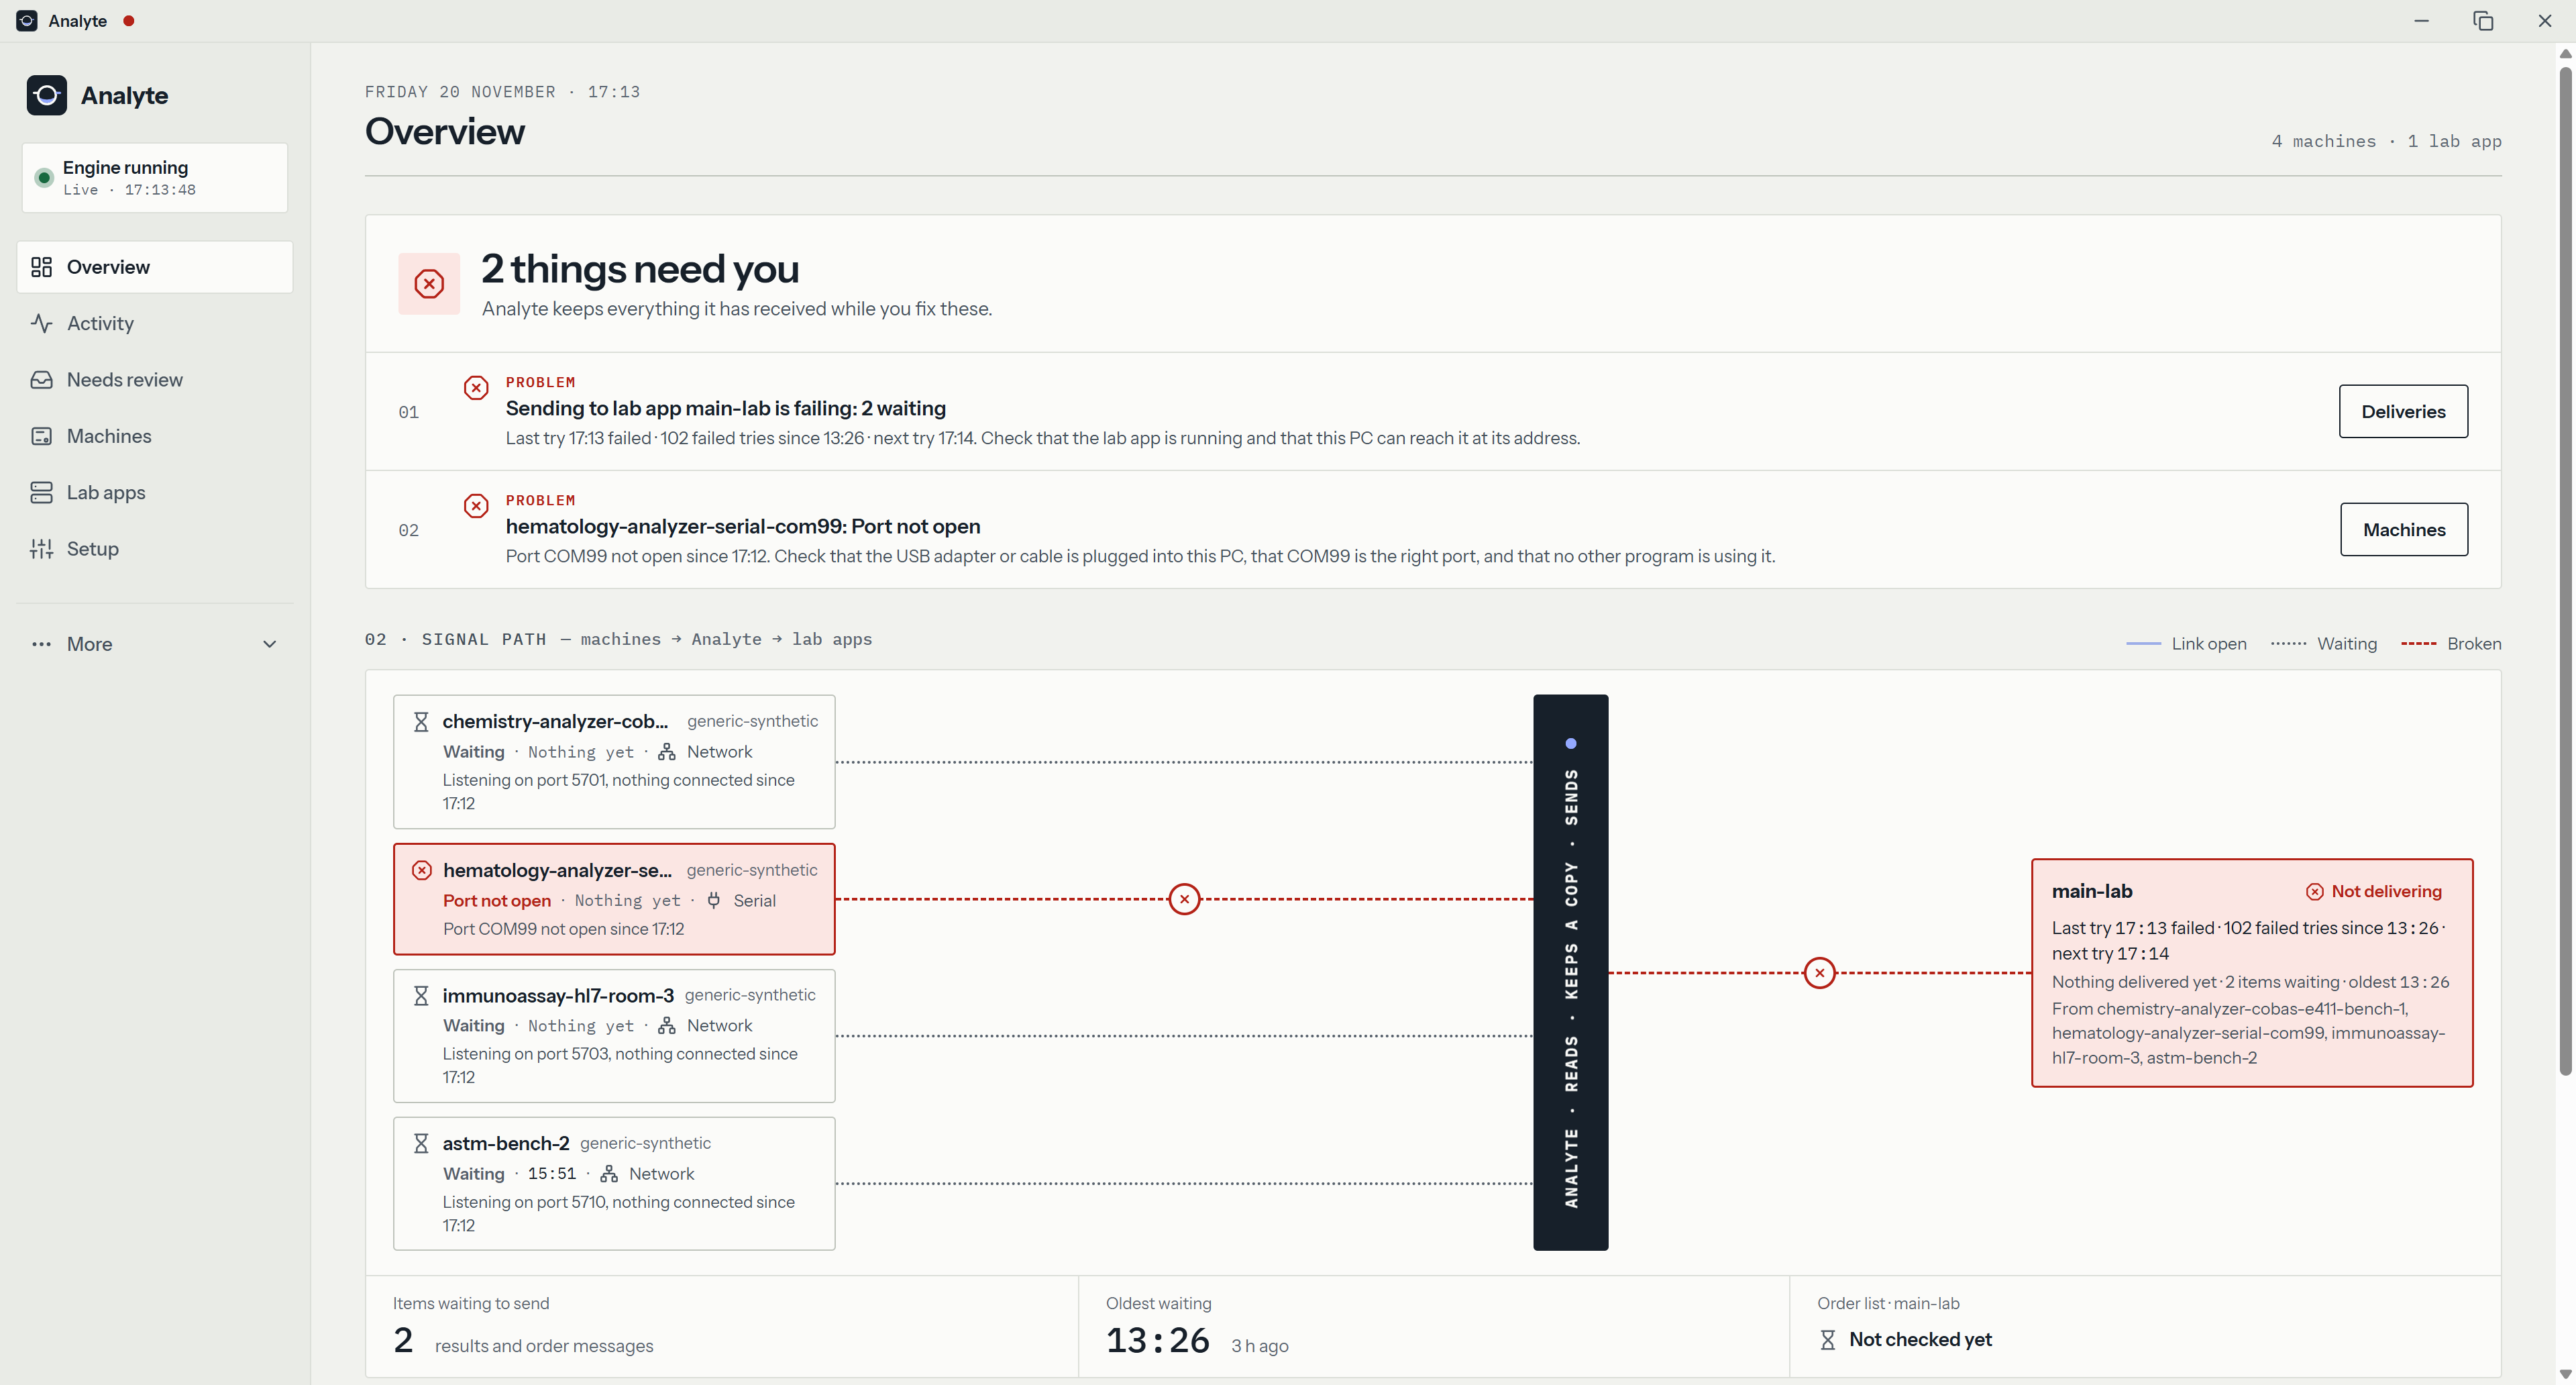 Analyte
Analyte
Engine running
Live · 17:13:48
Overview
Activity
Needs review
Machines
Lab apps
Setup
More
FRIDAY 20 NOVEMBER · 17:13
Overview
4 machines · 1 lab app
2 things need you
Analyte keeps everything it has received while you fix these.
01
PROBLEM
Sending to lab app main-lab is failing: 2 waiting
Last try 17:13 failed · 102 failed tries since 13:26 · next try 17:14. Check that the lab app is running and that this PC can reach it at its address.
Deliveries
02
PROBLEM
hematology-analyzer-serial-com99: Port not open
Port COM99 not open since 17:12. Check that the USB adapter or cable is plugged into this PC, that COM99 is the right port, and that no other program is using it.
Machines
02 · SIGNAL PATH — machines → Analyte → lab apps
Link open
Waiting
Broken
chemistry-analyzer-cob... generic-synthetic
Waiting · Nothing yet · Network
Listening on port 5701, nothing connected since
17:12
hematology-analyzer-se... generic-synthetic
Port not open · Nothing yet · Serial
Port COM99 not open since 17:12
immunoassay-hl7-room-3 generic-synthetic
Waiting · Nothing yet · Network
Listening on port 5703, nothing connected since
17:12
astm-bench-2 generic-synthetic
Waiting · 15:51 · Network
Listening on port 5710, nothing connected since
17:12
ANALYTE · READS · KEEPS A COPY · SENDS
main-lab Not delivering
Last try 17:13 failed · 102 failed tries since 13:26 ·
next try 17:14
Nothing delivered yet · 2 items waiting · oldest 13:26
From chemistry-analyzer-cobas-e411-bench-1,
hematology-analyzer-serial-com99, immunoassay-
hl7-room-3, astm-bench-2
Items waiting to send
2 results and order messages
Oldest waiting
13:26 3 h ago
Order list · main-lab
Not checked yet